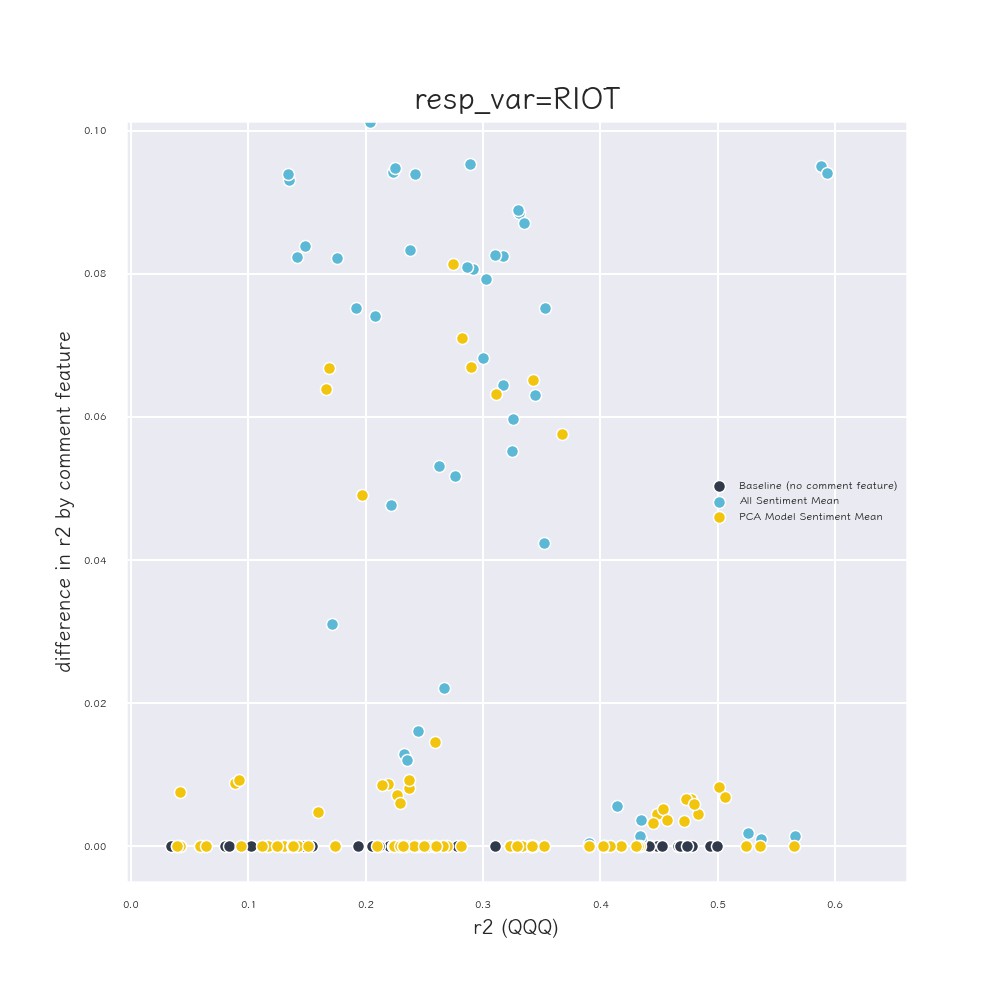 resp_var=RIOT
0.10
0.08
0.06
0.04
0.02
0.00
difference in r2 by comment feature
Baseline (no comment feature)
All Sentiment Mean
PCA Model Sentiment Mean
0.0 0.1 0.2 0.3 0.4 0.5 0.6
r2 (QQQ)